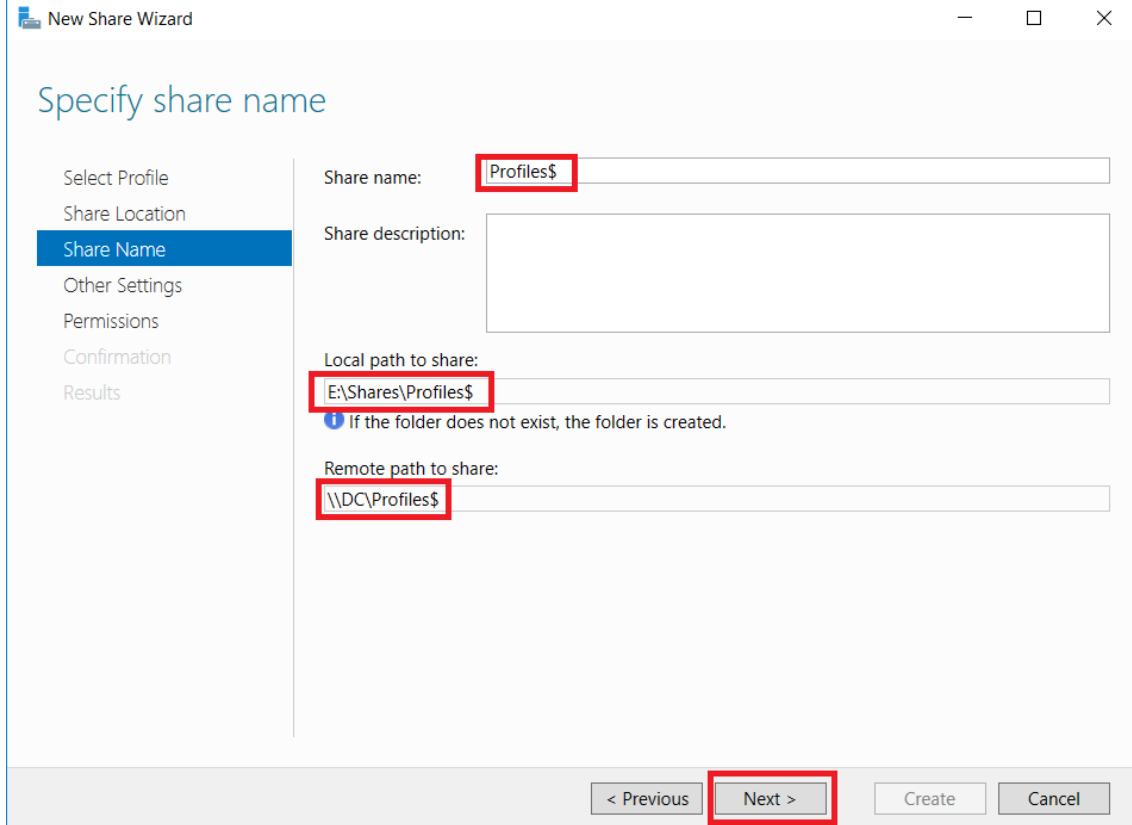 New Share Wizard
Specify share name
Select Profile
Share Location
Share Name
Other Settings
Permissions
Confirmation
Results
Share name:
Profiles$
Share description:
Local path to share:
E:\Shares\Profiles$
i If the folder does not exist, the folder is created.
Remote path to share:
\\DC\Profiles$
< Previous
Next >
Create
Cancel